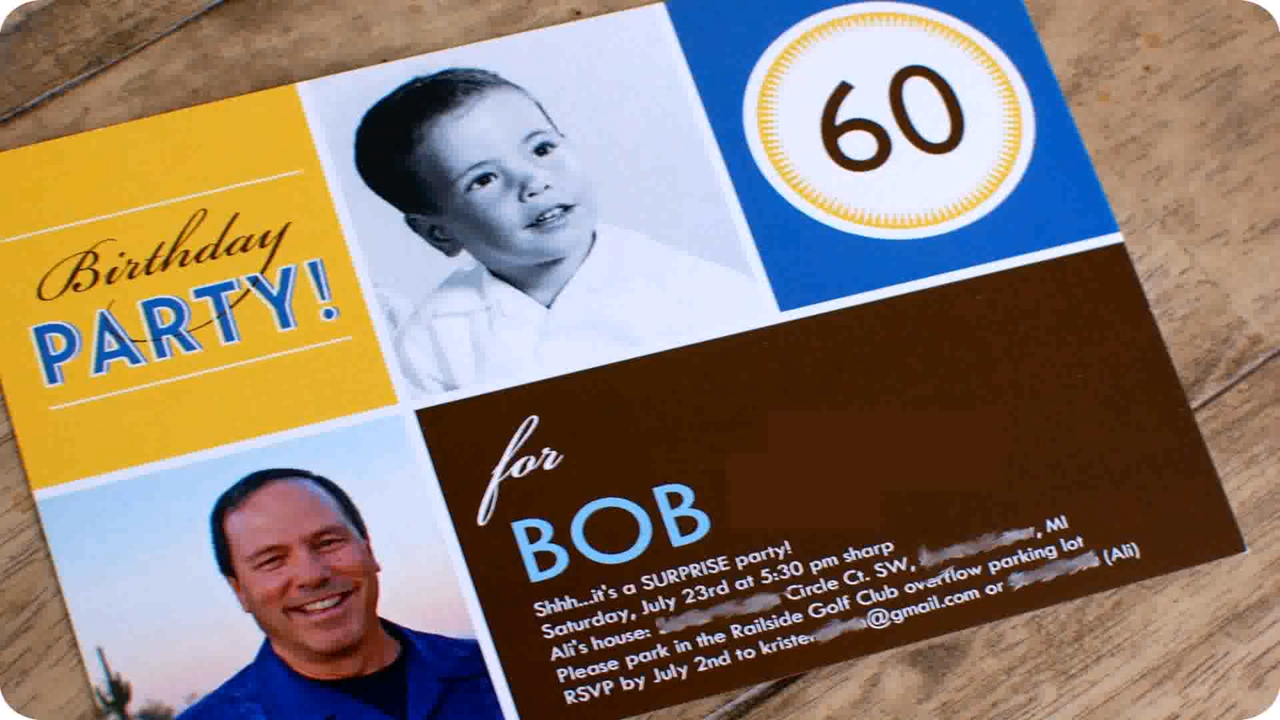 Birthday
PARTY!
60
for
BOB
Shhh...it's a SURPRISE party!
Saturday, July 23rd at 5:30 pm sharp
Ali's house: Circle Ct. SW, , MI
Please park in the Railside Golf Club overflow parking lot
RSVP by July 2nd to krister @gmail.com or (Ali)